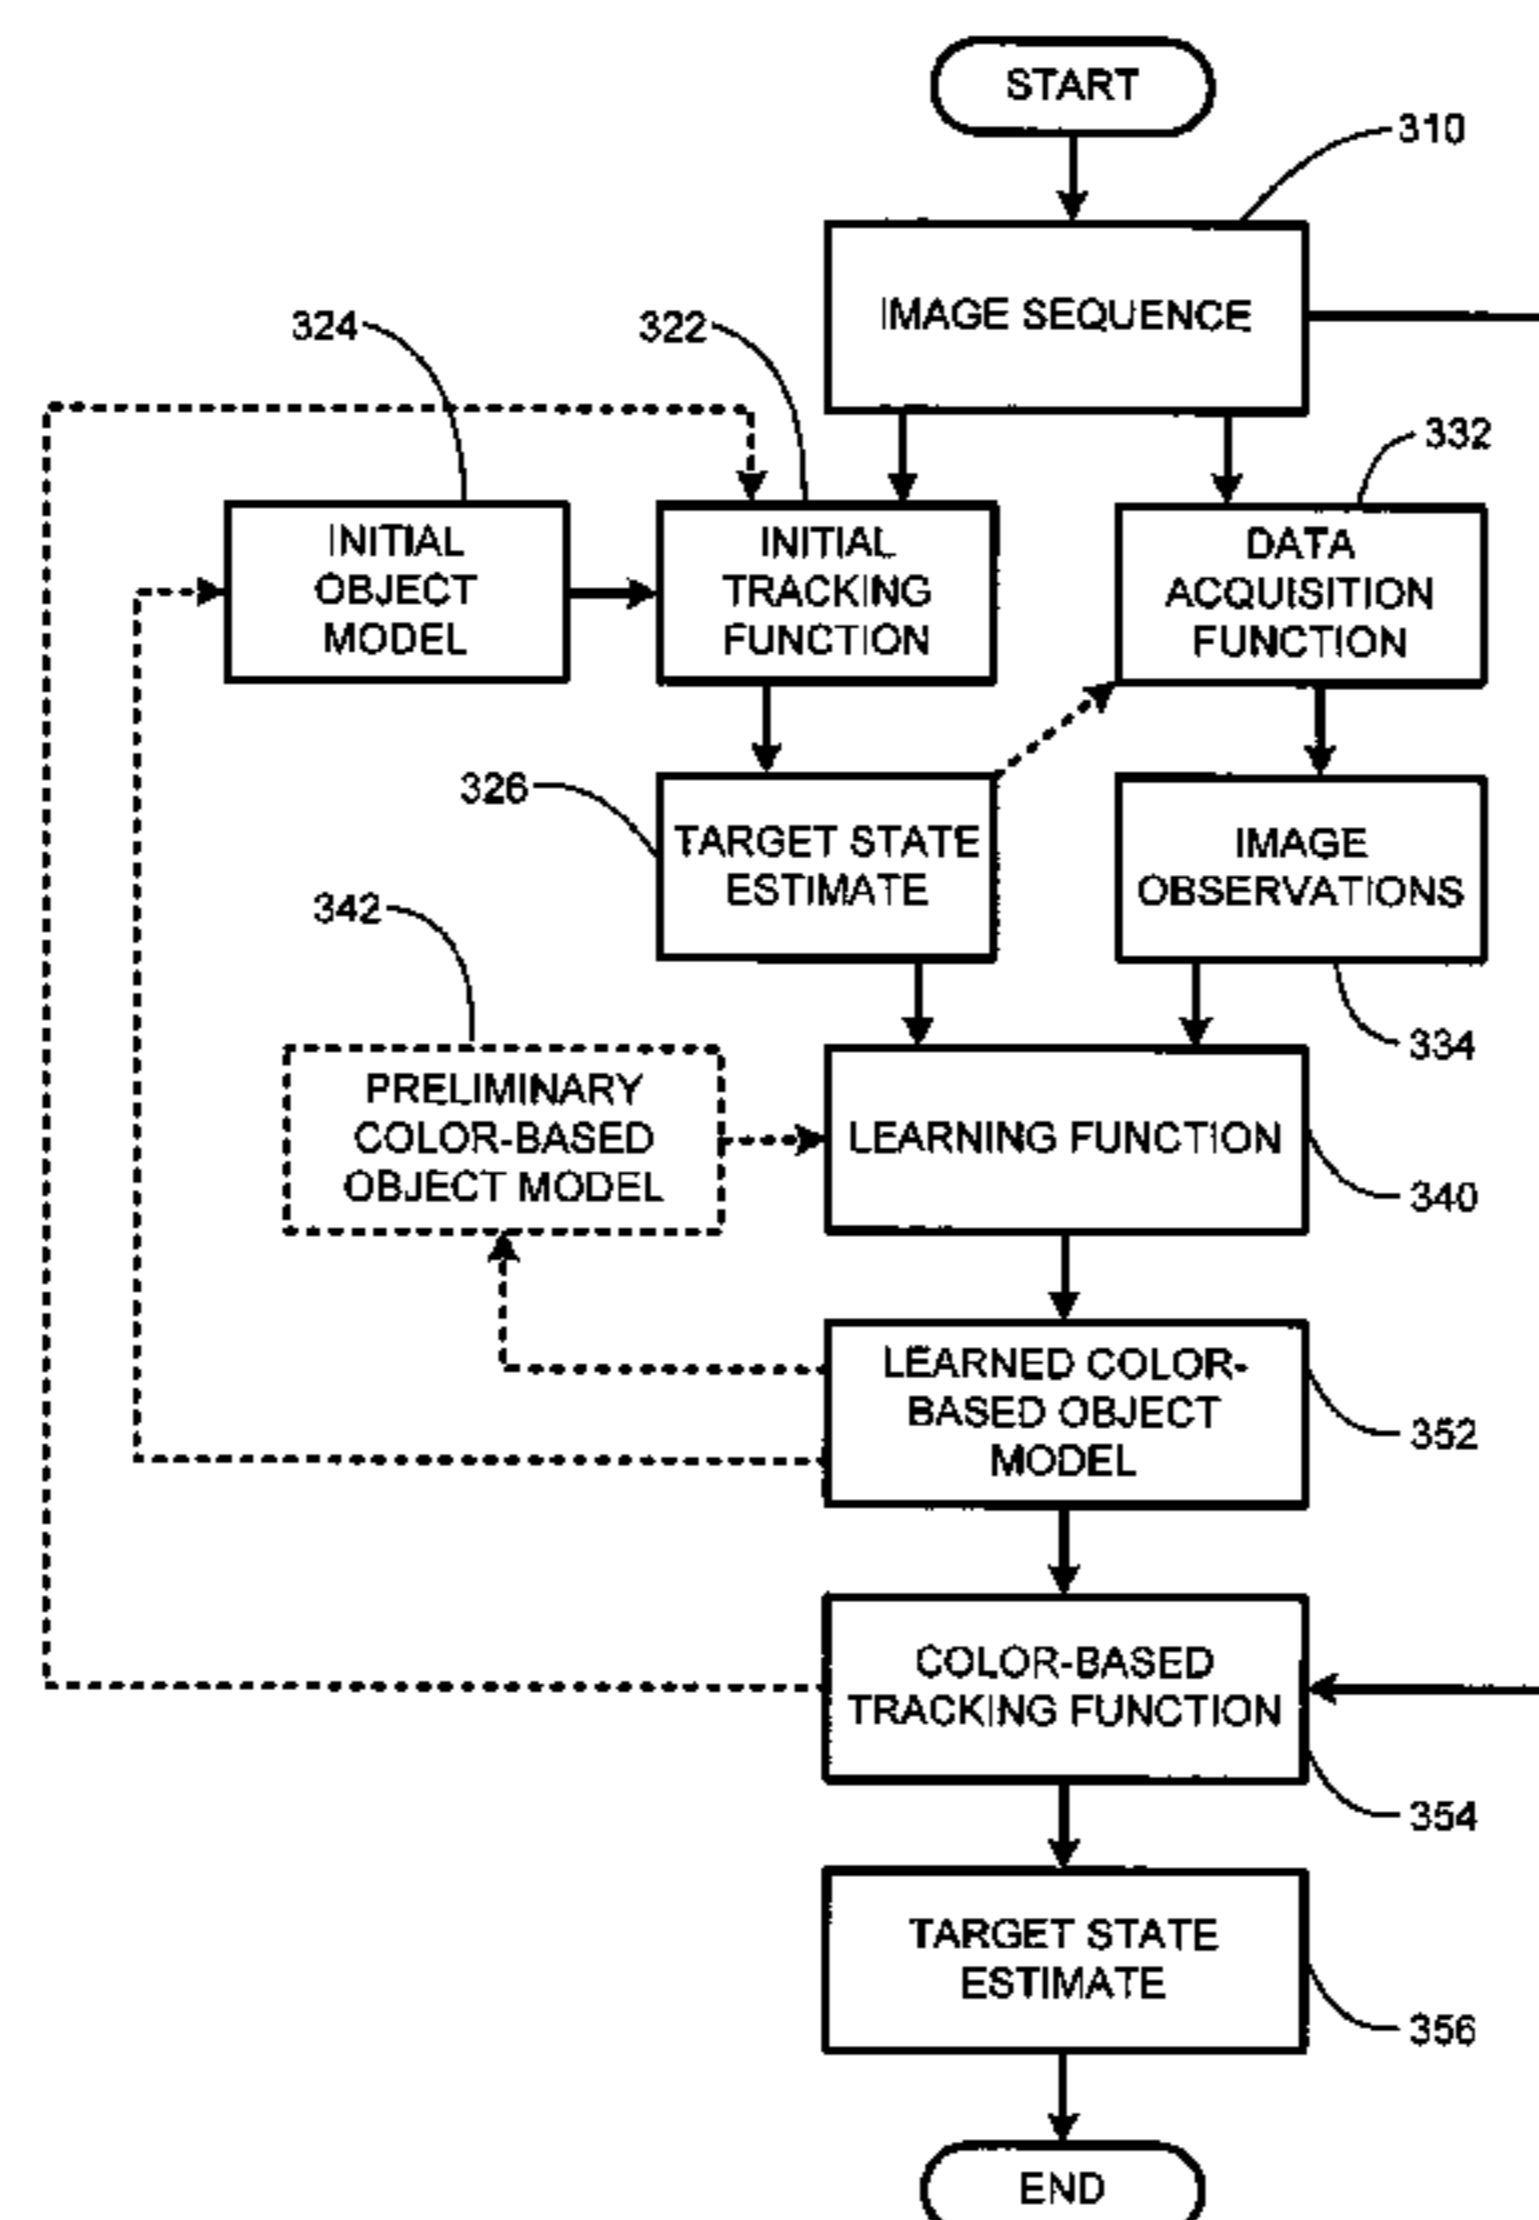 START
310
IMAGE SEQUENCE
324
322
332
INITIAL
OBJECT
MODEL
INITIAL
TRACKING
FUNCTION
DATA
ACQUISITION
FUNCTION
326
TARGET STATE
ESTIMATE
IMAGE
OBSERVATIONS
342
334
PRELIMINARY
COLOR-BASED
OBJECT MODEL
LEARNING FUNCTION
340
LEARNED COLOR-
BASED OBJECT
MODEL
352
COLOR-BASED
TRACKING FUNCTION
354
TARGET STATE
ESTIMATE
356
END